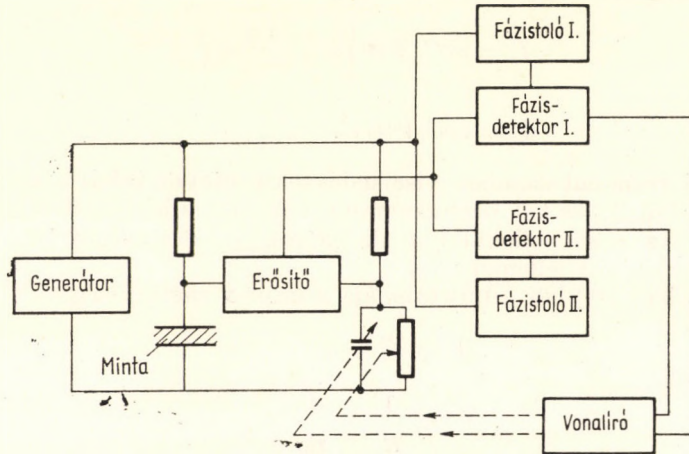 Fázistoló I.
Fázis-
detektor I.
Fázis-
detektor II.
Fázistoló II.
Generátor
Erősítő
Minta
Vonalíró